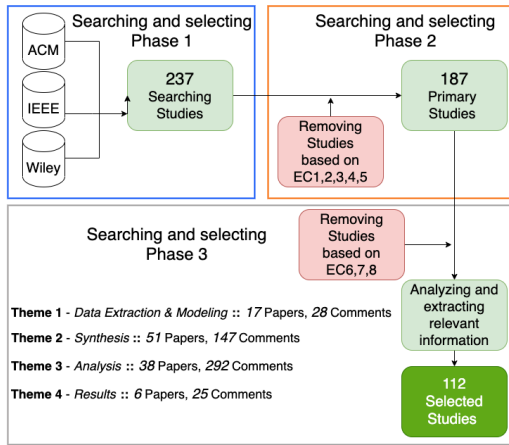 Searching and selecting
Phase 1
ACM
IEEE
Wiley
237
Searching
Studies
Searching and selecting
Phase 2
187
Primary
Studies
Removing
Studies
based on
EC1,2,3,4,5
Searching and selecting
Phase 3
Removing
Studies
based on
EC6,7,8
Analyzing and
extracting
relevant
information
Theme 1 - Data Extraction & Modeling :: 17 Papers, 28 Comments
Theme 2 - Synthesis :: 51 Papers, 147 Comments
Theme 3 - Analysis :: 38 Papers, 292 Comments
Theme 4 - Results :: 6 Papers, 25 Comments
112
Selected
Studies